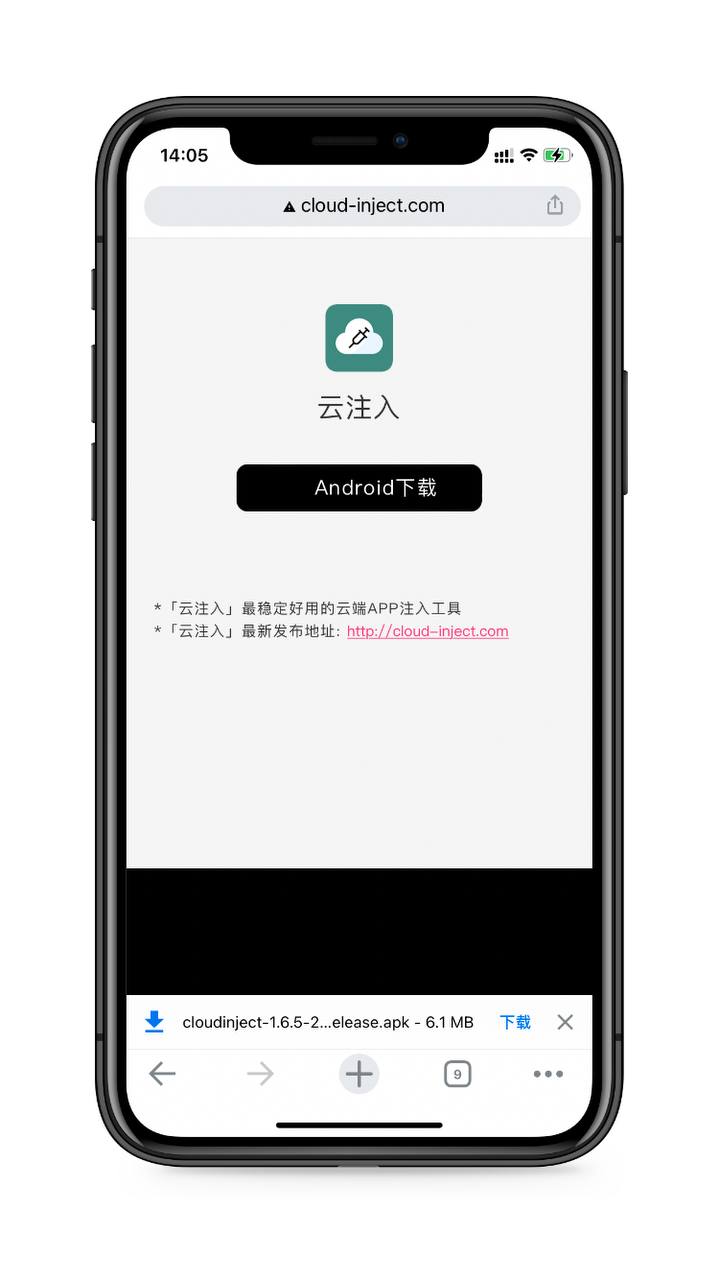 14:05
cloud-inject.com
云注入
Android下载
*「云注入」最稳定好用的云端APP注入工具
*「云注入」最新发布地址: http://cloud-inject.com
cloudinject-1.6.5-2...elease.apk - 6.1 MB 下载
9